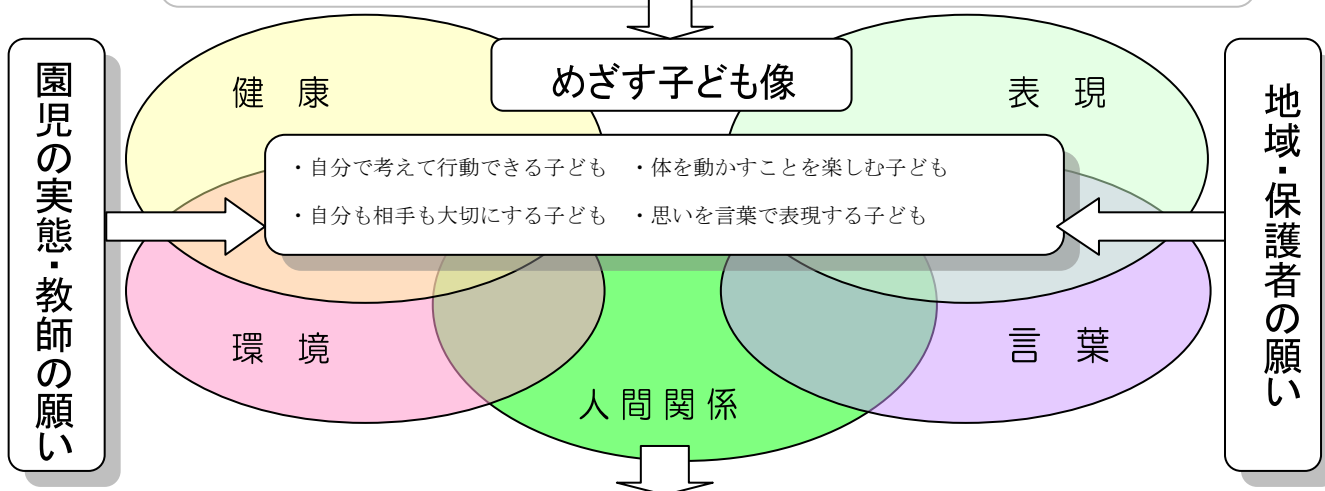 めざす子ども像
健　康
表　現
・自分で考えて行動できる子ども　・体を動かすことを楽しむ子ども
・自分も相手も大切にする子ども　・思いを言葉で表現する子ども
園児の実態・教師の願い
地域・保護者の願い
環　境
言　葉
人間関係